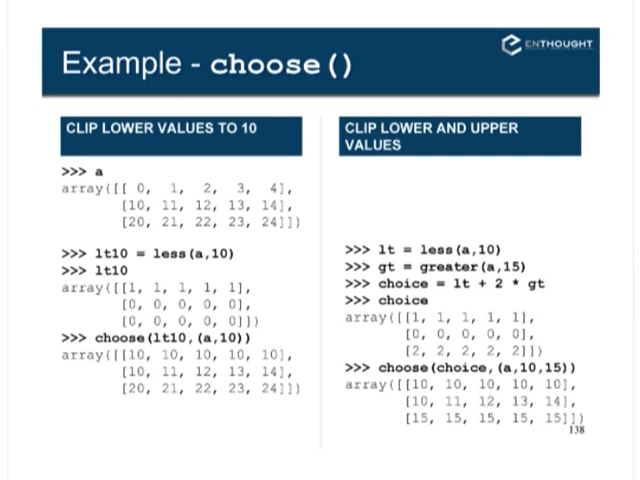 ENTHOUGHT
Example - choose()
CLIP LOWER VALUES TO 10
>>> a
array([[ 0, 1, 2, 3, 4],
[10, 11, 12, 13, 14],
[20, 21, 22, 23, 24]])
>>> lt10 = less(a,10)
>>> lt10
array([[1, 1, 1, 1, 1],
[0, 0, 0, 0, 0],
[0, 0, 0, 0, 0]])
>>> choose(lt10,(a,10))
array([[10, 10, 10, 10, 10],
[10, 11, 12, 13, 14],
[20, 21, 22, 23, 24]])
CLIP LOWER AND UPPER
VALUES
>>> lt = less(a,10)
>>> gt = greater(a,15)
>>> choice = lt + 2 * gt
>>> choice
array([[1, 1, 1, 1, 1],
[0, 0, 0, 0, 0],
[2, 2, 2, 2, 2]])
>>> choose(choice,(a,10,15))
array([[10, 10, 10, 10, 10],
[10, 11, 12, 13, 14],
[15, 15, 15, 15, 15]])
138